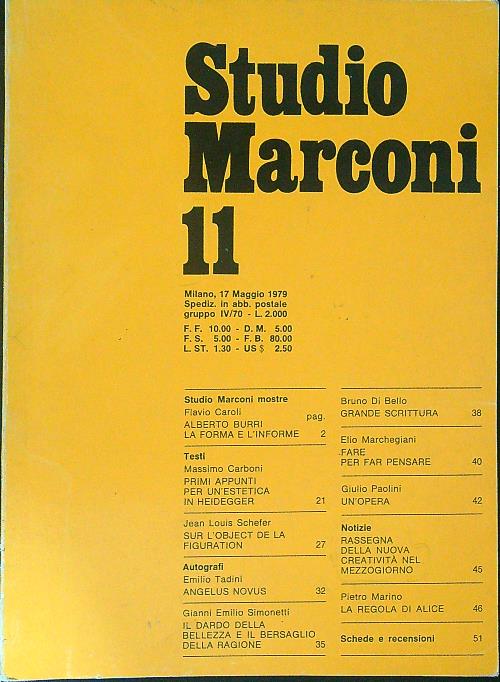 Studio
Marconi
11
Milano, 17 Maggio 1979
Spediz. in abb. postale
gruppo IV/70 - L. 2.000
F. F. 10.00 - D. M. 5.00
F. S. 5.00 - F. B. 80.00
L. ST. 1.30 - US $ 2.50
Studio Marconi mostre
Flavio Caroli pag.
ALBERTO BURRI
LA FORMA E L'INFORME 2
Testi
Massimo Carboni
PRIMI APPUNTI
PER UN'ESTETICA
IN HEIDEGGER 21
Jean Louis Schefer
SUR L'OBJECT DE LA
FIGURATION 27
Autografi
Emilio Tadini
ANGELUS NOVUS 32
Gianni Emilio Simonetti
IL DARDO DELLA
BELLEZZA E IL BERSAGLIO
DELLA RAGIONE 35
Bruno Di Bello
GRANDE SCRITTURA 38
Elio Marchegiani
FARE
PER FAR PENSARE 40
Giulio Paolini
UN'OPERA 42
Notizie
RASSEGNA
DELLA NUOVA
CREATIVITÀ NEL
MEZZOGIORNO 45
Pietro Marino
LA REGOLA DI ALICE 46
Schede e recensioni 51